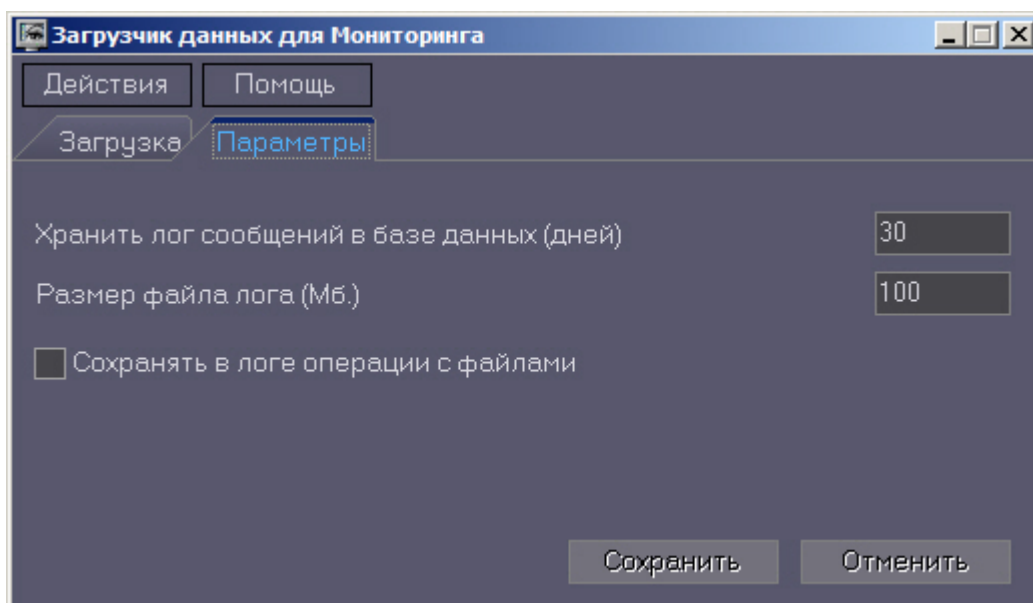 Загрузчик данных для Мониторинга
Действия Помощь
Загрузка Параметры
Хранить лог сообщений в базе данных (дней) 30
Размер файла лога (Мб.) 100
Сохранять в логе операции с файлами
Сохранить Отменить